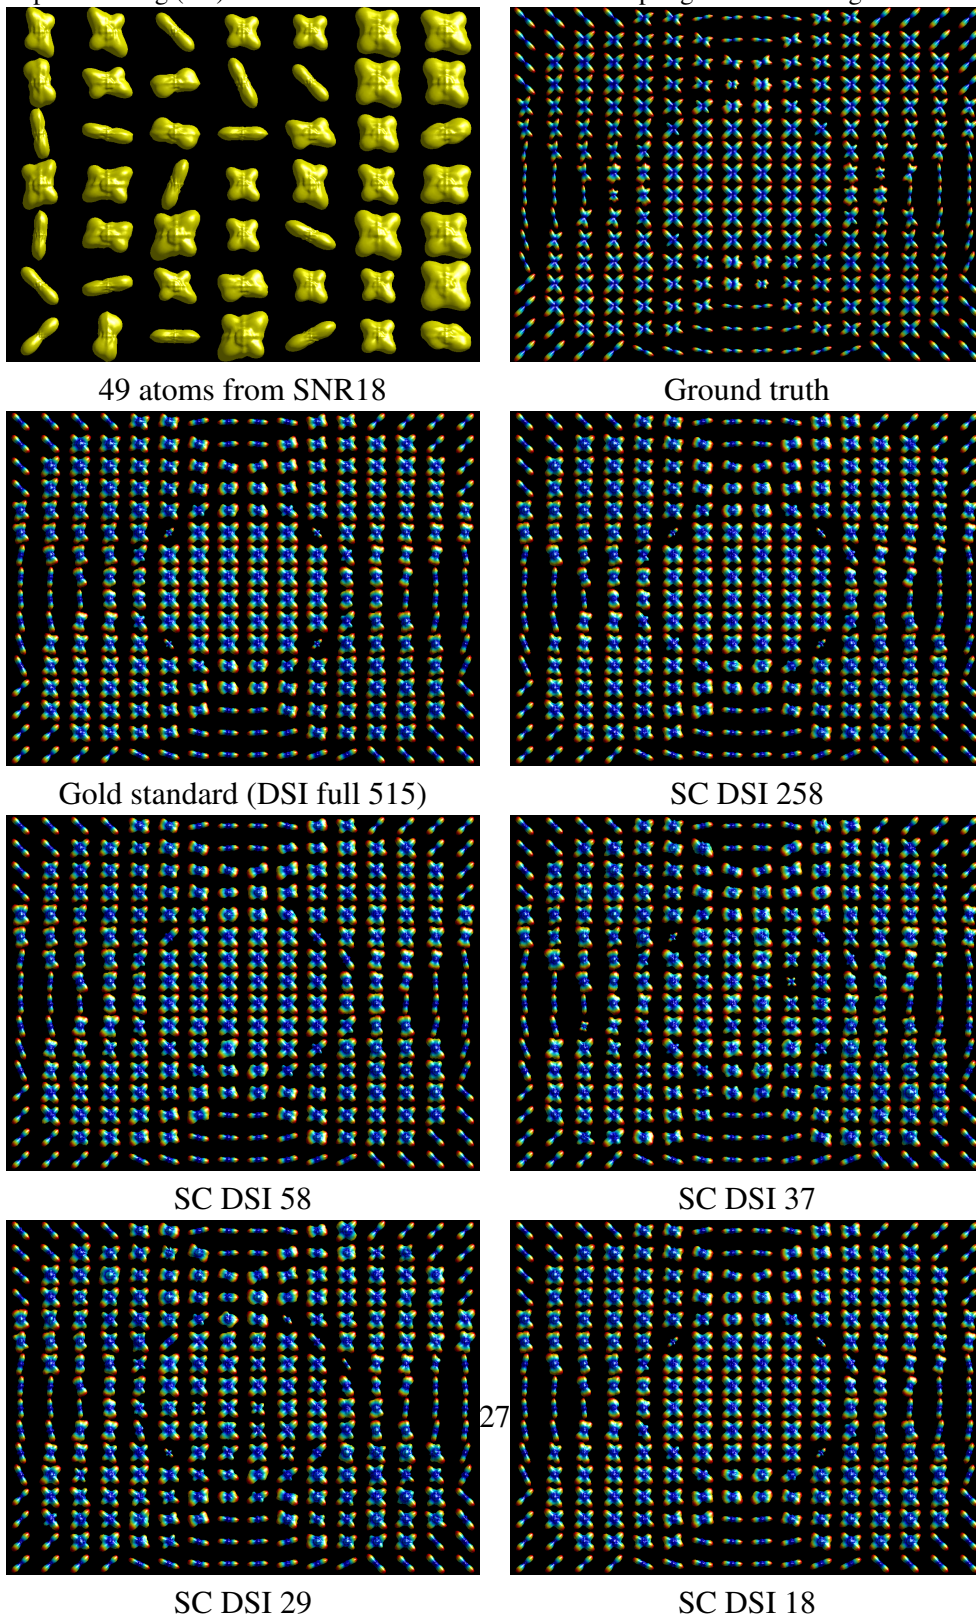 49 atoms from SNR18
Ground truth
Gold standard (DSI full 515)
SC DSI 258
SC DSI 58
SC DSI 37
27
SC DSI 29
SC DSI 18